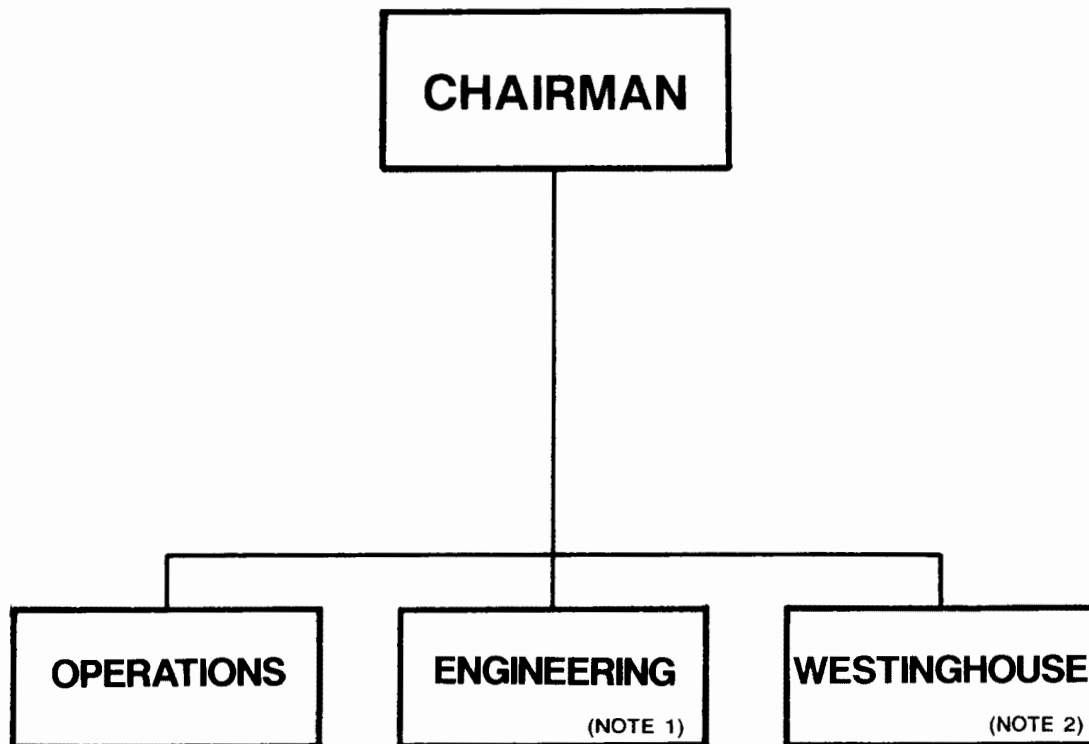 CHAIRMAN
OPERATIONS
ENGINEERING
(NOTE 1)
WESTINGHOUSE
(NOTE 2)